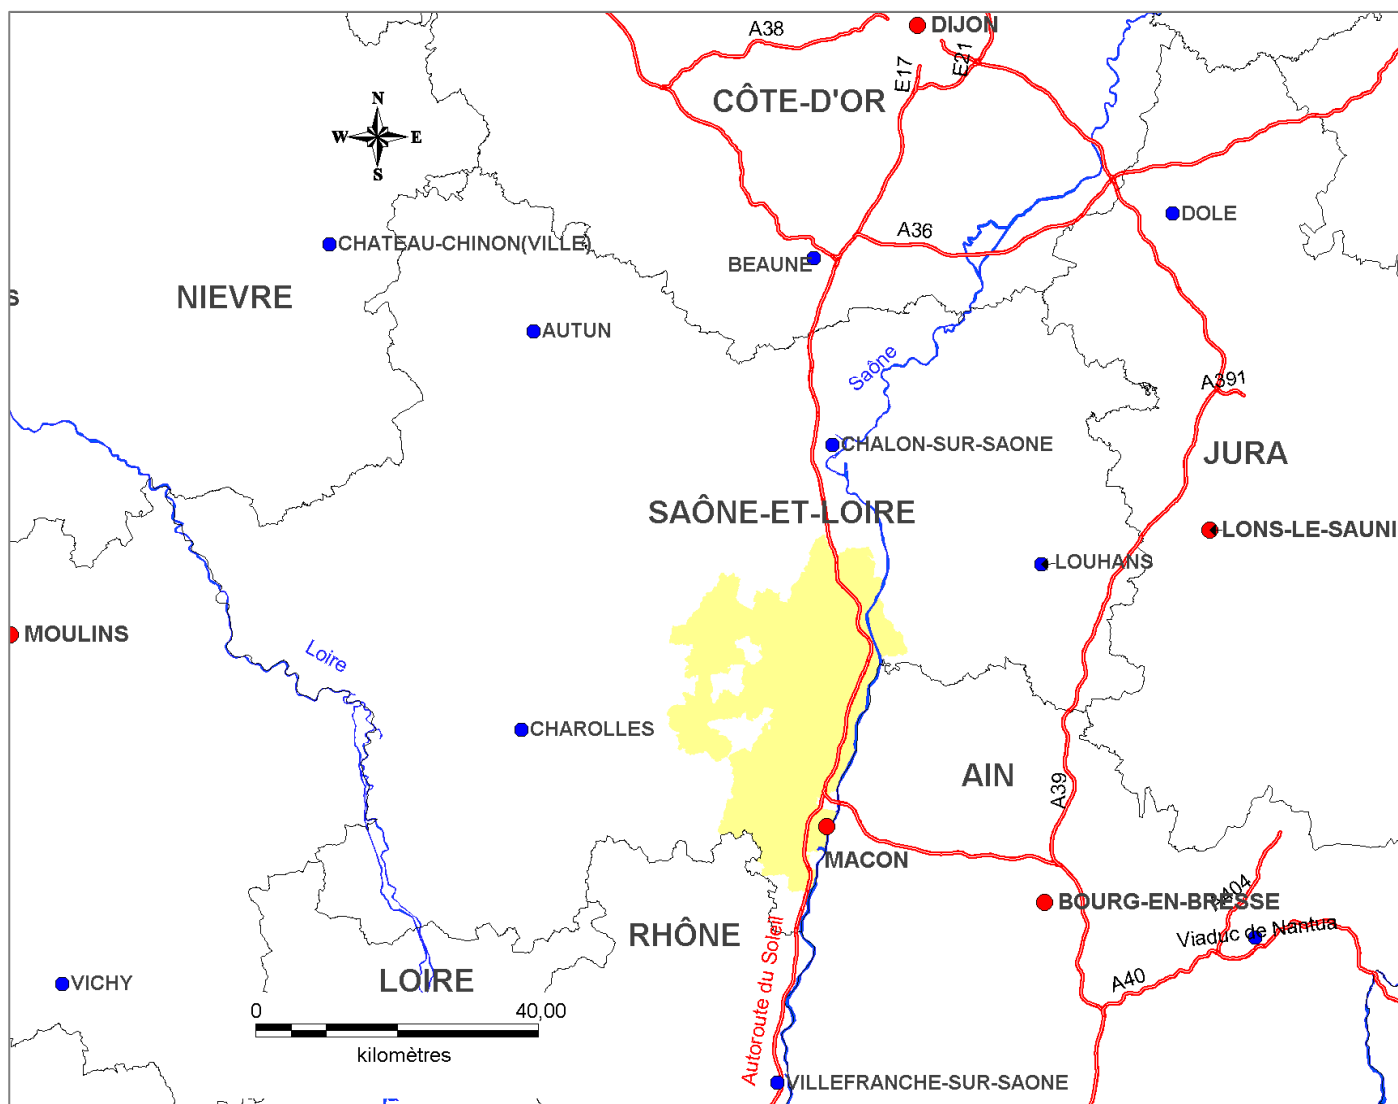 A38
DIJON
E17
E21
CÔTE-D'OR
N
W
E
S
DOLE
A36
CHATEAU-CHINON(VILLE)
BEAUNE
NIEVRE
S
AUTUN
Saône
A391
CHALON-SUR-SAONE
JURA
SAÔNE-ET-LOIRE
LONS-LE-SAUNI
LOUHANS
MOULINS
Loire
CHAROLLES
AIN
A39
MACON
A404
BOURG-EN-BRESSE
Viaduc de Nantua
RHÔNE
Autoroute du Soleil
LOIRE
A40
VICHY
0
40,00
kilomètres
VILLEFRANCHE-SUR-SAONE